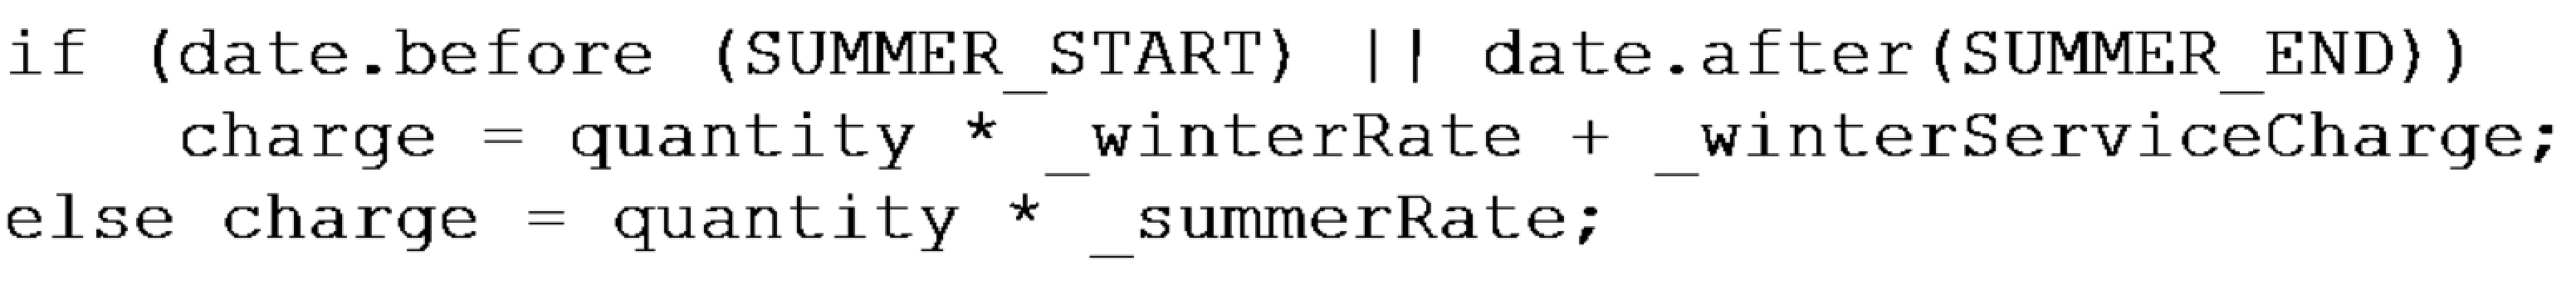 if (date.before (SUMMER_START) || date.after(SUMMER_END))
    charge = quantity * _winterRate + _winterServiceCharge;
else charge = quantity * _summerRate;